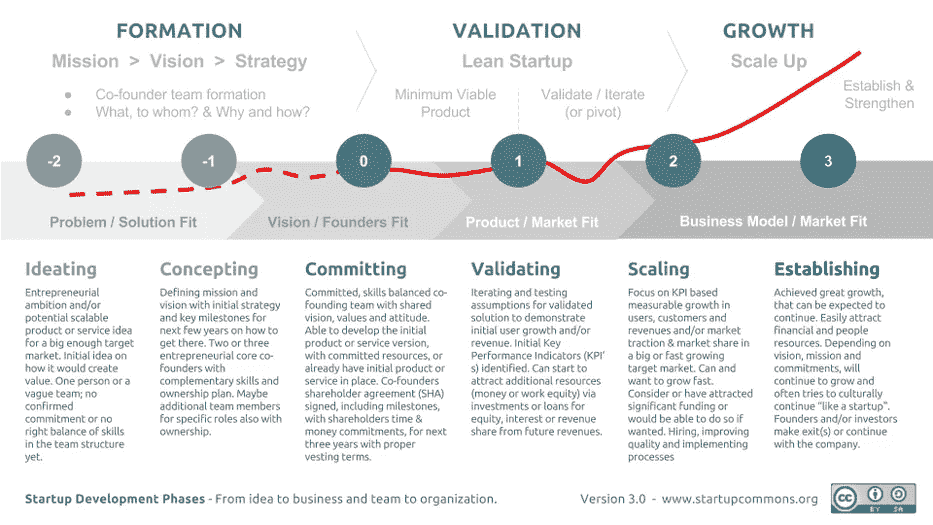 FORMATION
Mission > Vision > Strategy
● Co-founder team formation
● What, to whom? & Why and how?
VALIDATION
Lean Startup
Minimum Viable
Product
Validate / Iterate
(or pivot)
GROWTH
Scale Up
Establish &
Strengthen
-2
-1
0
1
2
3
Problem / Solution Fit
Vision / Founders Fit
Product / Market Fit
Business Model / Market Fit
Ideating
Entrepreneurial
ambition and/or
potential scalable
product or service idea
for a big enough target
market. Initial idea on
how it would create
value. One person or a
vague team; no
confirmed
commitment or no
right balance of skills
in the team structure
yet.
Concepting
Defining mission and
vision with initial strategy
and key milestones for
next few years on how to
get there. Two or three
entrepreneurial core co-
founders with
complementary skills and
ownership plan. Maybe
additional team members
for specific roles also with
ownership.
Committing
Committed, skills balanced co-
founding team with shared
vision, values and attitude.
Able to develop the initial
product or service version,
with committed resources, or
already have initial product or
service in place. Co-founders
shareholder agreement (SHA)
signed, including milestones,
with shareholders time &
money commitments, for next
three years with proper
vesting terms.
Validating
Iterating and testing
assumptions for validated
solution to demonstrate
initial user growth and/or
revenue. Initial Key
Performance Indicators (KPI'
s) identified. Can start to
attract additional resources
(money or work equity) via
investments or loans for
equity, interest or revenue
share from future revenues.
Scaling
Focus on KPI based
measurable growth in
users, customers and
revenues and/or market
traction & market share in
a big or fast growing
target market. Can and
want to grow fast.
Consider or have attracted
significant funding or
would be able to do so if
wanted. Hiring, improving
quality and implementing
processes
Establishing
Achieved great growth,
that can be expected to
continue. Easily attract
financial and people
resources. Depending on
vision, mission and
commitments, will
continue to grow and
often tries to culturally
continue "like a startup".
Founders and/or investors
make exit(s) or continue
with the company.
Startup Development Phases - From idea to business and team to organization.
Version 3.0 - www.startupcommons.org
cc
BY SA